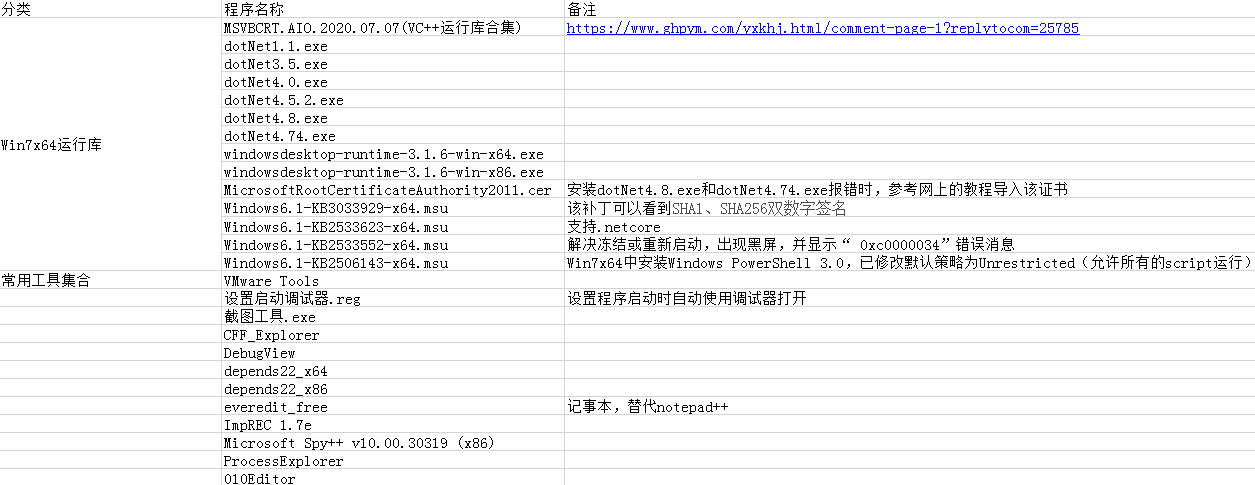 分类 程序名称 备注
MSVBCRT.AIO.2020.07.07(VC++运行库合集) https://www.ghpym.com/yxkhj.html/comment-page-1?replytocom=25785
dotNet1.1.exe
dotNet3.5.exe
dotNet4.0.exe
dotNet4.5.2.exe
dotNet4.8.exe
dotNet4.74.exe
Win7x64运行库
windowsdesktop-runtime-3.1.6-win-x64.exe
windowsdesktop-runtime-3.1.6-win-x86.exe
MicrosoftRootCertificateAuthority2011.cer 安装dotNet4.8.exe和dotNet4.74.exe报错时，参考网上的教程导入该证书
Windows6.1-KB3033929-x64.msu 该补丁可以看到SHA1、SHA256双数字签名
Windows6.1-KB2533623-x64.msu 支持.netcore
Windows6.1-KB2533552-x64.msu 解决冻结或重新启动，出现黑屏，并显示“ 0xc0000034”错误消息
Windows6.1-KB2506143-x64.msu Win7x64中安装Windows PowerShell 3.0，已修改默认策略为Unrestricted（允许所有的script运行）
常用工具集合 VMware Tools
设置启动调试器.reg 设置程序启动时自动使用调试器打开
截图工具.exe
CFF_Explorer
DebugView
depends22_x64
depends22_x86
everedit_free 记事本，替代notepad++
ImpREC 1.7e
Microsoft Spy++ v10.00.30319 (x86)
ProcessExplorer
010Editor